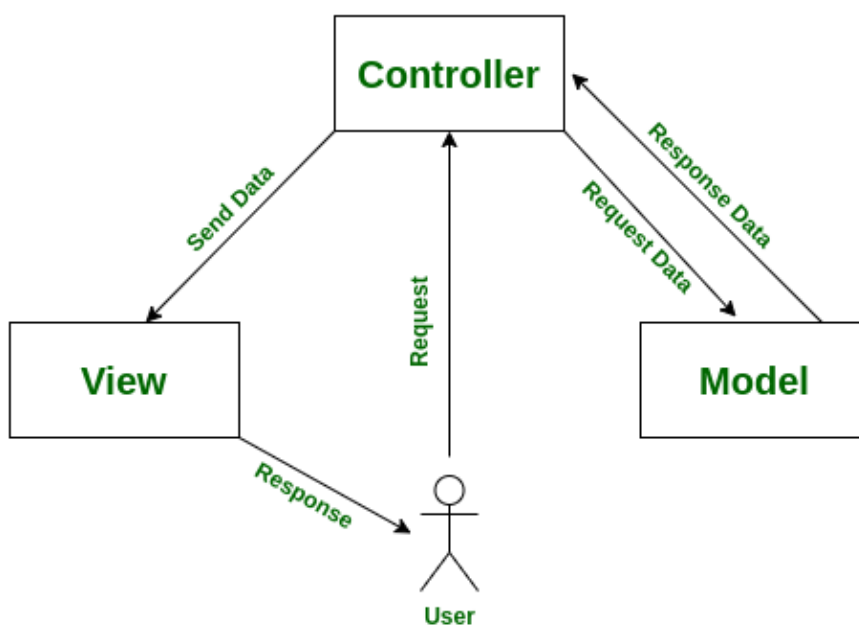 Controller
Send Data
Request
Request Data
Response Data
View
Model
Response
User